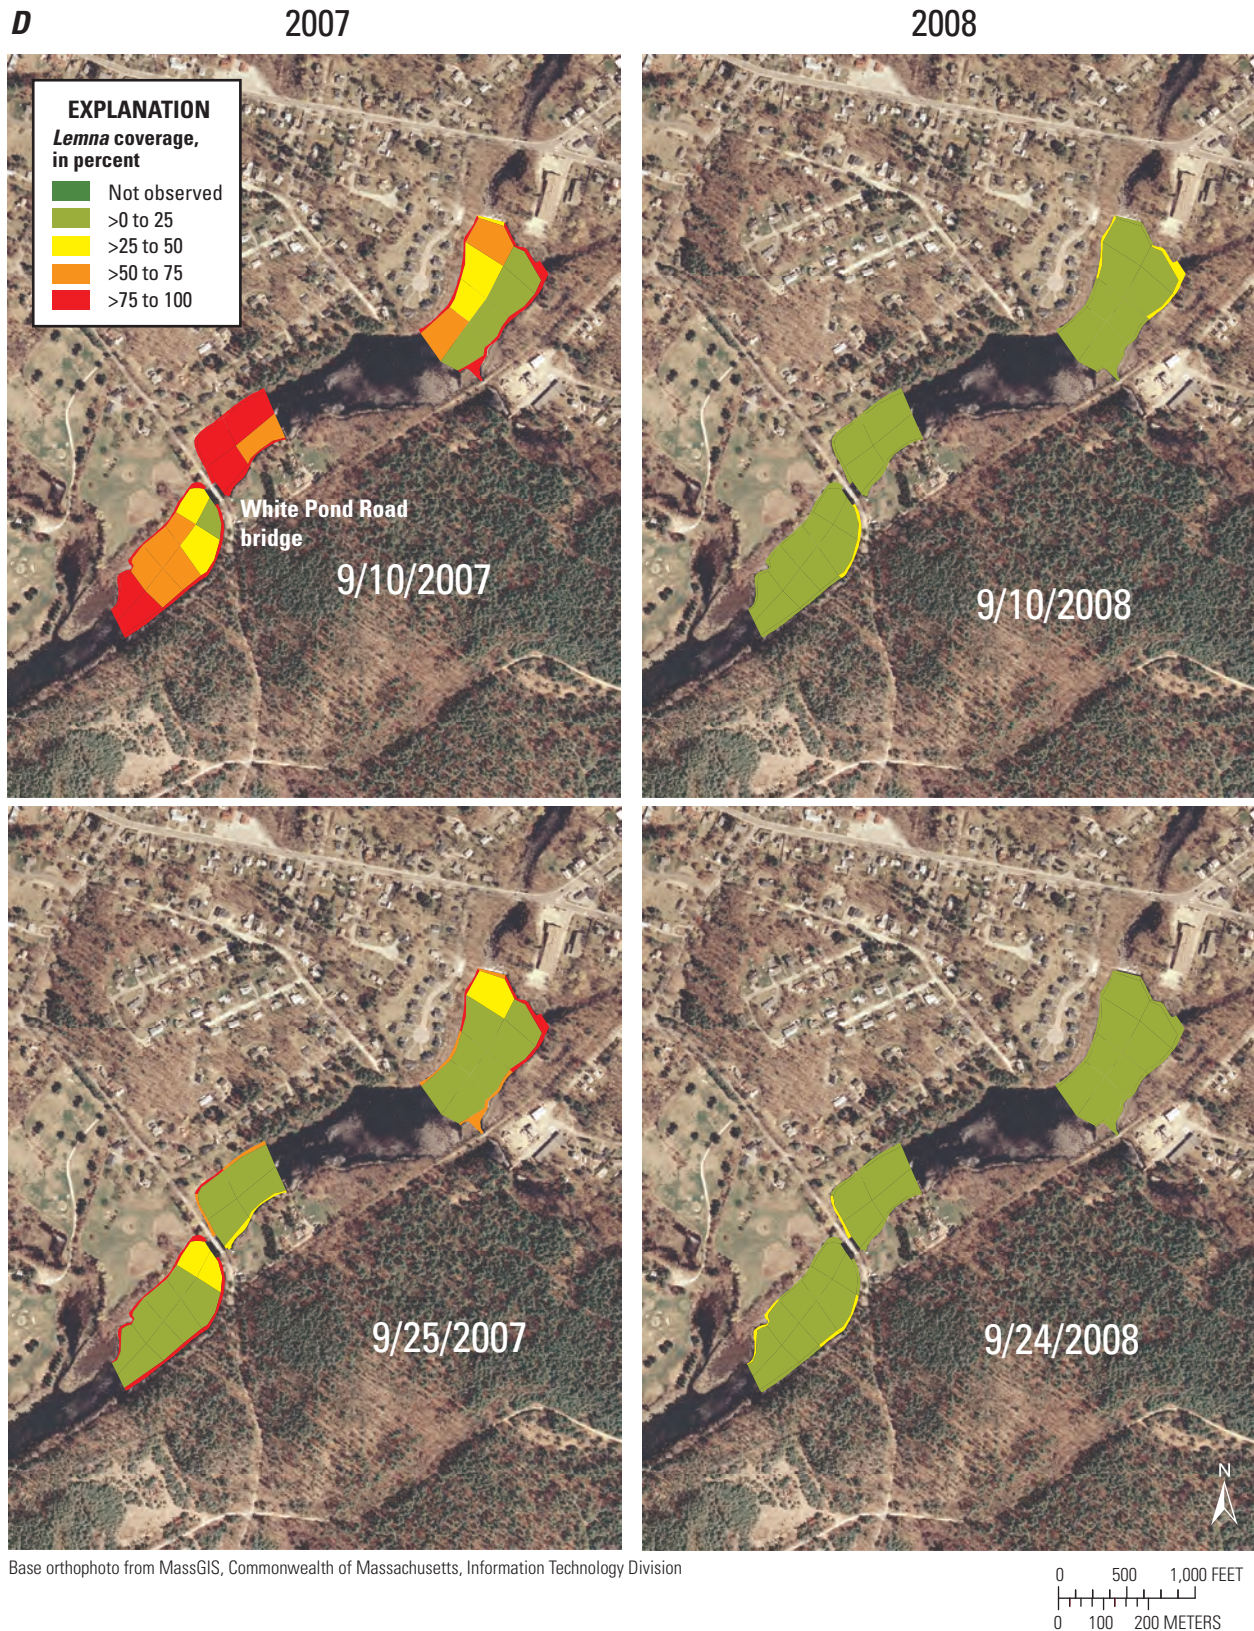 D
2007
2008
EXPLANATION
Lemna coverage,
in percent
Not observed
>0 to 25
>25 to 50
>50 to 75
>75 to 100
White Pond Road
bridge
9/10/2007
9/10/2008
9/25/2007
9/24/2008
N
Base orthophoto from MassGIS, Commonwealth of Massachusetts, Information Technology Division
0 500 1,000 FEET
0 100 200 METERS